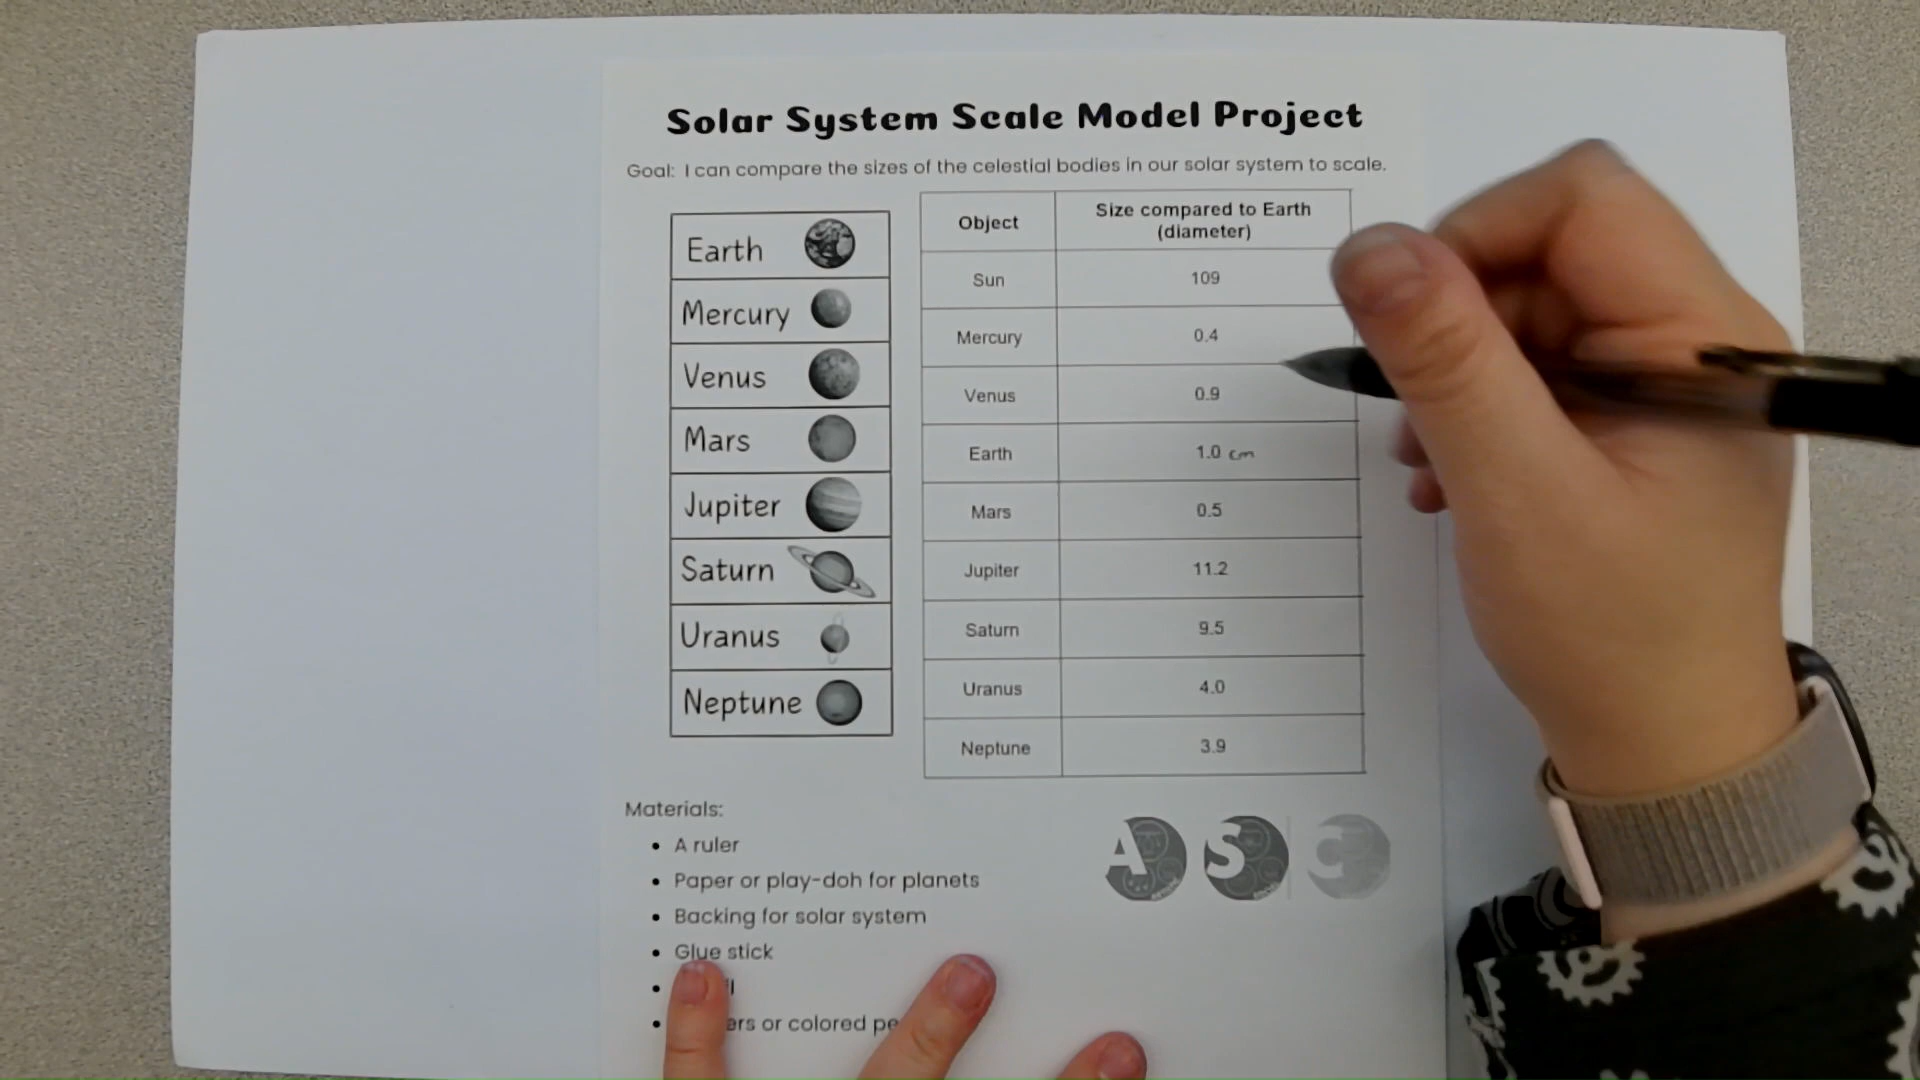 Solar System Scale Model Project
Goal: I can compare the sizes of the celestial bodies in our solar system to scale.
Earth
Mercury
Venus
Mars
Jupiter
Saturn
Uranus
Neptune
Object Size compared to Earth (diameter)
Sun 109
Mercury 0.4
Venus 0.9
Earth 1.0 cm
Mars 0.5
Jupiter 11.2
Saturn 9.5
Uranus 4.0
Neptune 3.9
Materials:
• A ruler
• Paper or play-doh for planets
• Backing for solar system
• Glue stick
• or colored
A S C